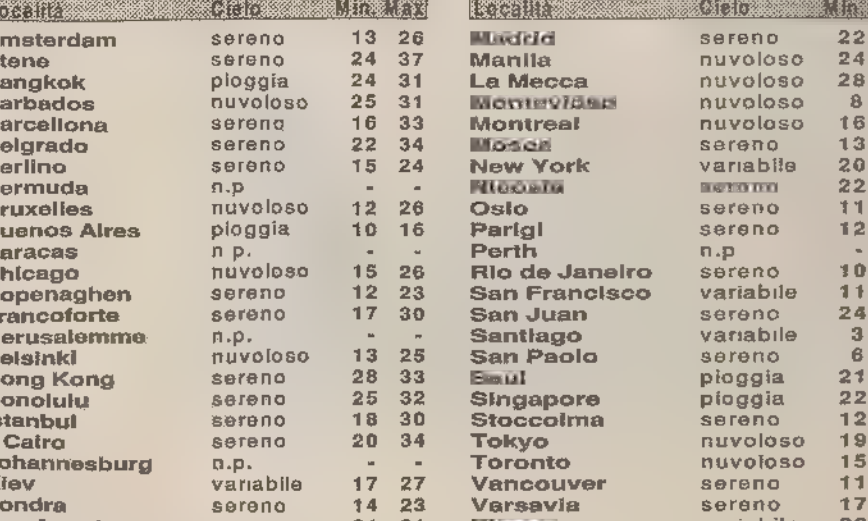 ocalità Cielo Min. Max
msterdam sereno 13 26
tene sereno 24 37
angkok pioggia 24 31
arbados nuvoloso 25 31
arcellona sereno 16 33
elgrado sereno 22 34
erlino sereno 15 24
ermuda n.p - -
ruxelles nuvoloso 12 26
uenos Aires pioggia 10 16
aracas n p. - -
hicago nuvoloso 15 26
openaghen sereno 12 23
rancoforte sereno 17 30
erusalemme n.p. - -
elsinki nuvoloso 13 25
ong Kong sereno 28 33
onolulu sereno 25 32
stanbul sereno 18 30
Cairo sereno 20 34
ohannesburg n.p. - -
iev variabile 17 27
ondra sereno 14 23
Località Cielo Min.
Madrid sereno 22
Manila nuvoloso 24
La Mecca nuvoloso 28
Montevideo nuvoloso 8
Montreal nuvoloso 16
Mosca sereno 13
New York variabile 20
22
Oslo sereno 11
Parigi sereno 12
Perth n.p -
Rio de Janeiro sereno 10
San Francisco variabile 11
San Juan sereno 24
Santiago variabile 3
San Paolo sereno 6
pioggia 21
Singapore pioggia 22
Stoccolma sereno 12
Tokyo nuvoloso 19
Toronto nuvoloso 15
Vancouver sereno 11
Varsavia sereno 17